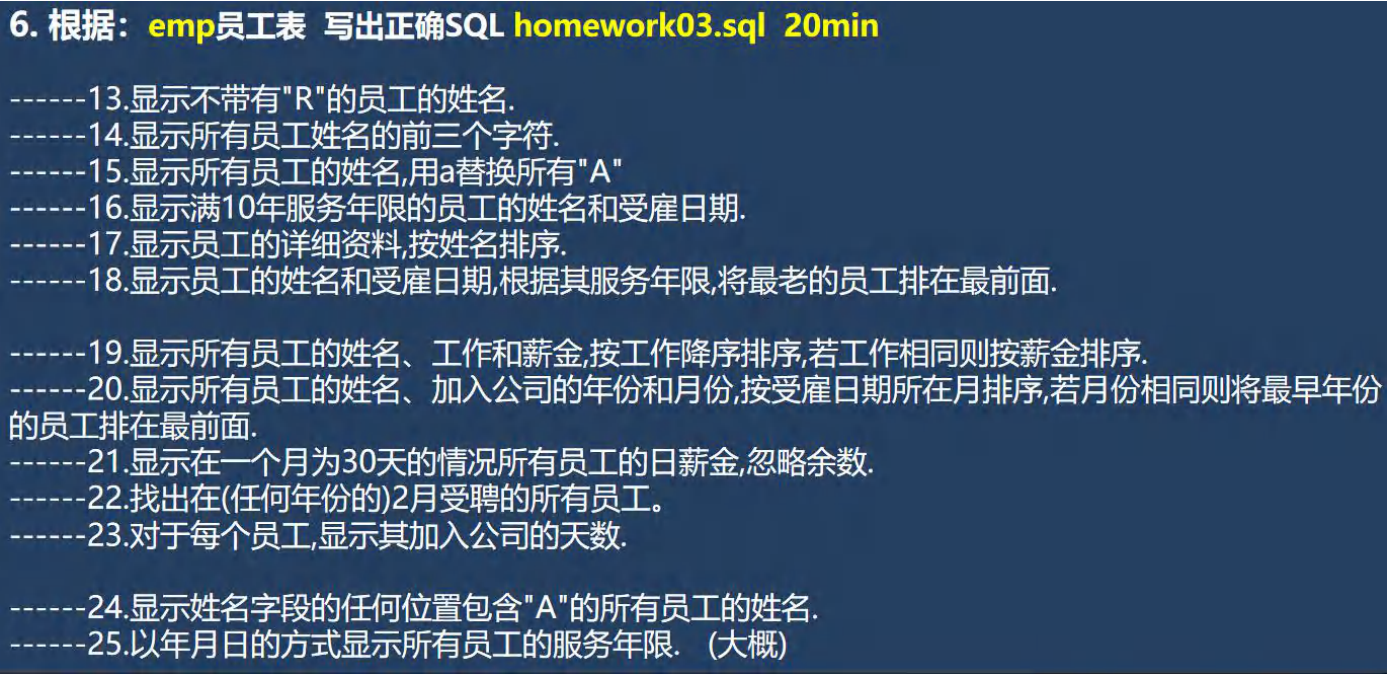 6. 根据：emp员工表 写出正确SQL homework03.sql 20min
------13.显示不带有"R"的员工的姓名.
------14.显示所有员工姓名的前三个字符.
------15.显示所有员工的姓名,用a替换所有"A"
------16.显示满10年服务年限的员工的姓名和受雇日期.
------17.显示员工的详细资料,按姓名排序.
------18.显示员工的姓名和受雇日期,根据其服务年限,将最老的员工排在最前面.
------19.显示所有员工的姓名、工作和薪金,按工作降序排序,若工作相同则按薪金排序.
------20.显示所有员工的姓名、加入公司的年份和月份,按受雇日期所在月排序,若月份相同则将最早年份
的员工排在最前面.
------21.显示在一个月为30天的情况所有员工的日薪金,忽略余数.
------22.找出在(任何年份的)2月受聘的所有员工。
------23.对于每个员工,显示其加入公司的天数.
------24.显示姓名字段的任何位置包含"A"的所有员工的姓名.
------25.以年月日的方式显示所有员工的服务年限. (大概)